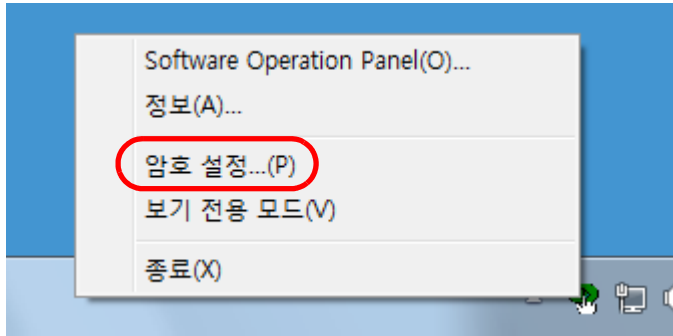 Software Operation Panel(O)...
정보(A)...
암호 설정...(P)
보기 전용 모드(V)
종료(X)